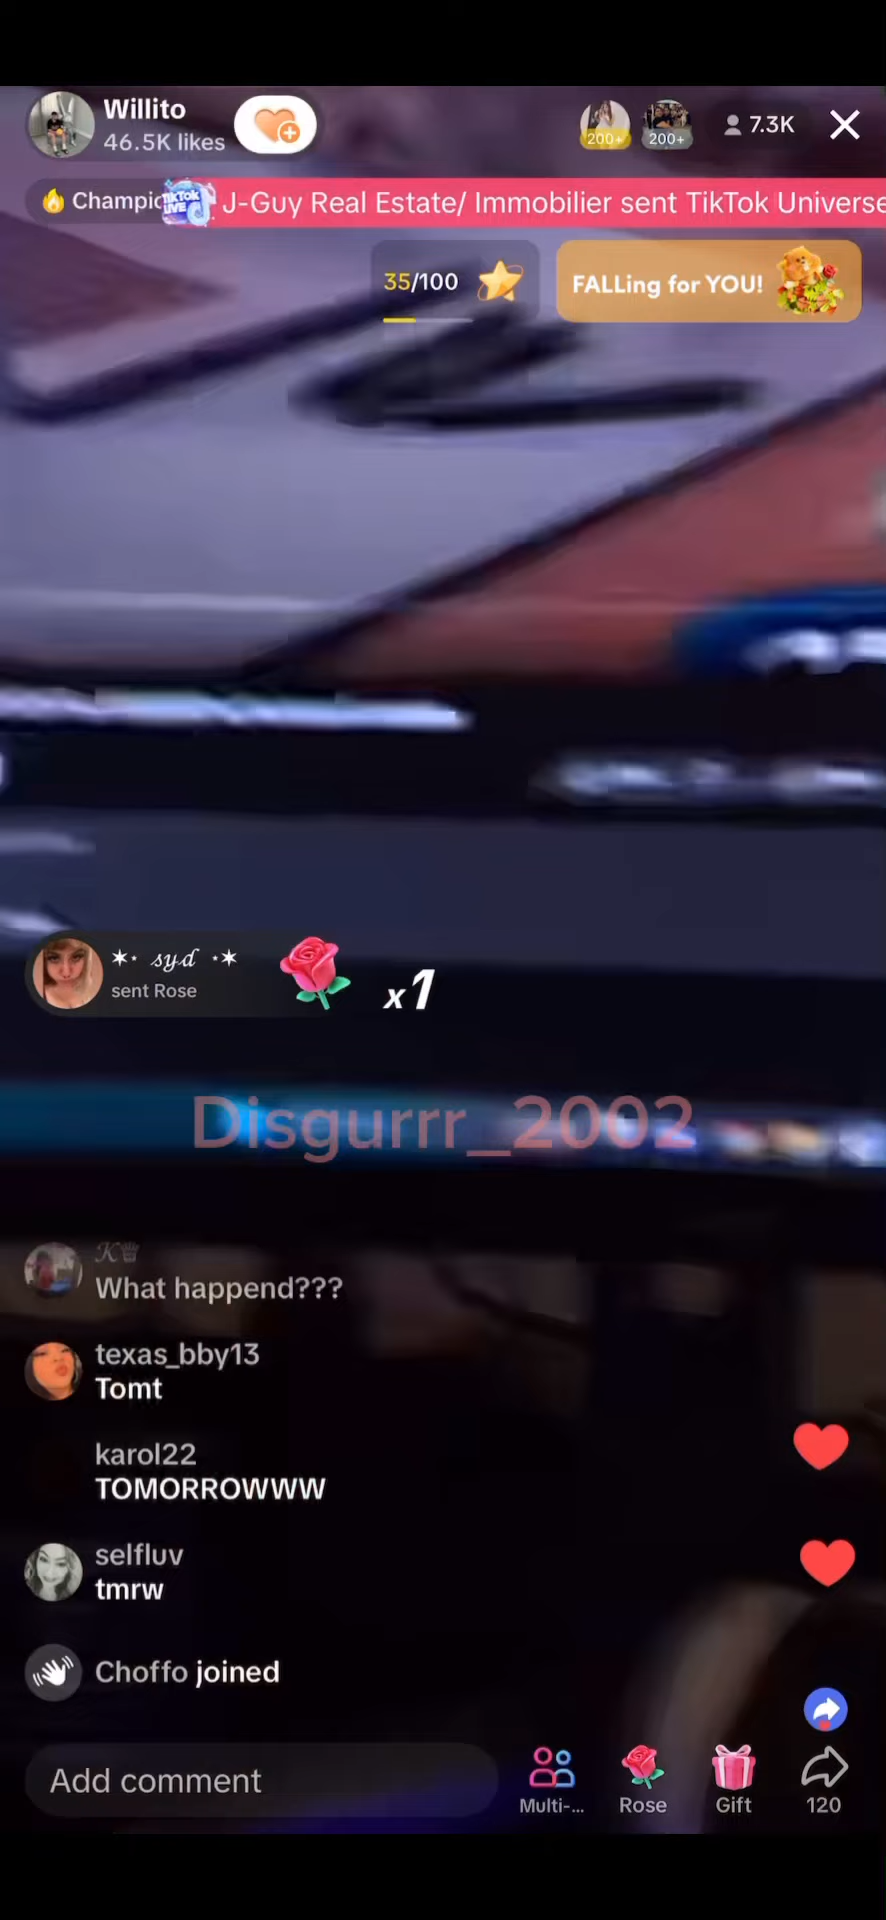 Willito
46.5K likes
200+
200+
7.3K
Champic
TikTok LIVE
J-Guy Real Estate/ Immobilier sent TikTok Universe
35/100
FALLing for YOU!
✶· syd ·✶
sent Rose
x1
Disgurrr_2002
K♕
What happend???
texas_bby13
Tomt
karol22
TOMORROWWW
selfluv
tmrw
Choffo joined
Add comment
Multi-...
Rose
Gift
120